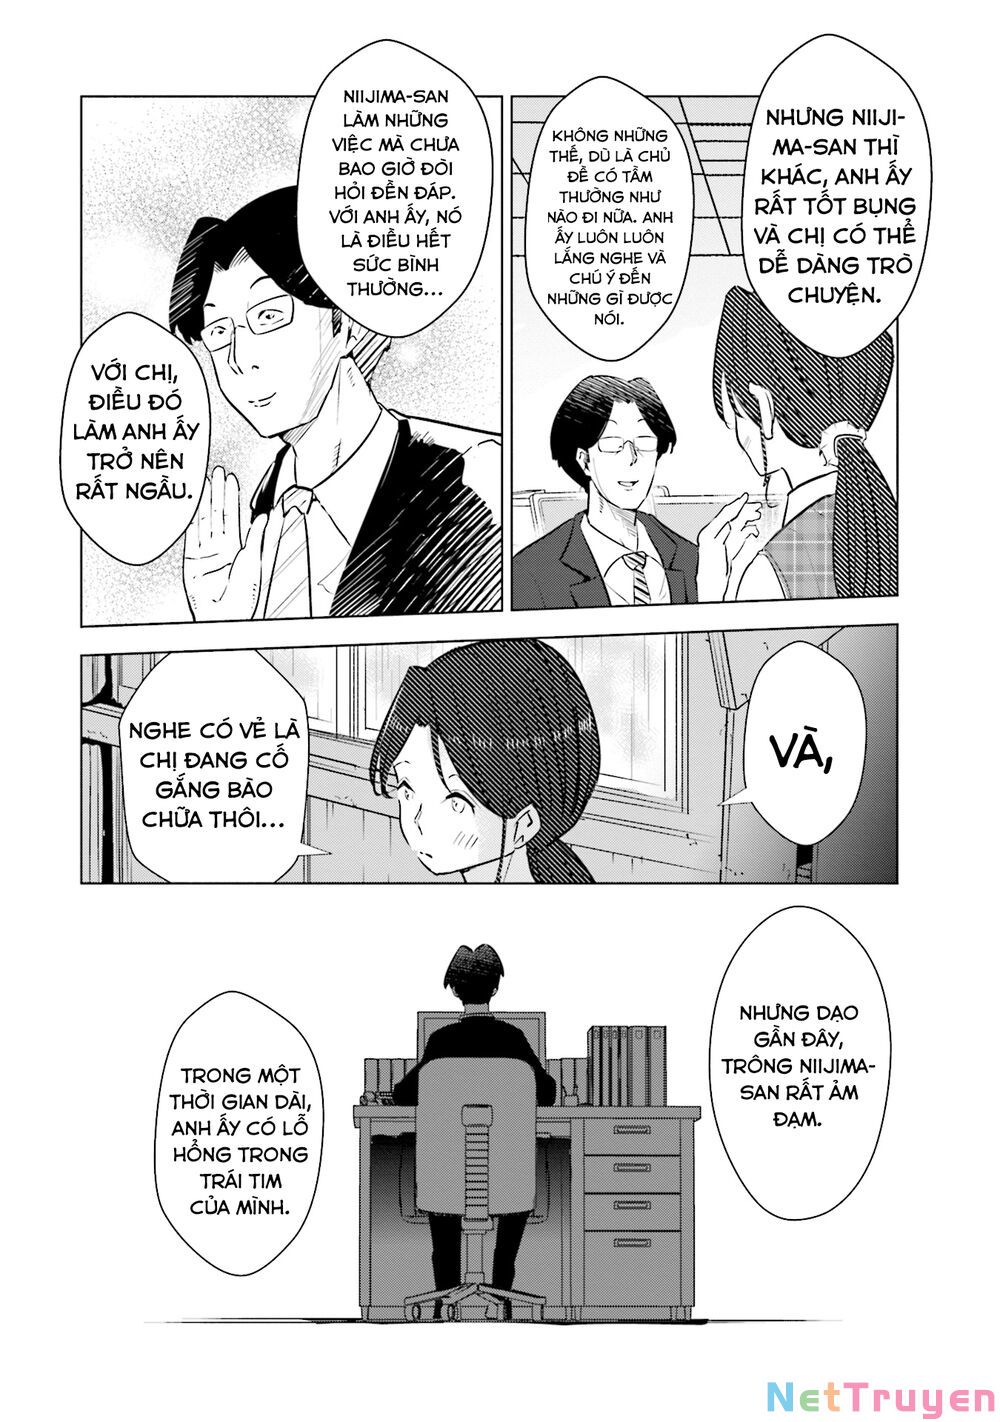 NHƯNG NIIJI-
MA-SAN THÌ
KHÁC, ANH ẤY
RẤT TỐT BỤNG
VÀ CHỊ CÓ THỂ
DỄ DÀNG TRÒ
CHUYỆN.
KHÔNG NHỮNG
THẾ, DÙ LÀ CHỦ
ĐỀ CÓ TẦM
THƯỜNG NHƯ
NÀO ĐI NỮA. ANH
ẤY LUÔN LUÔN
LẮNG NGHE VÀ
CHÚ Ý ĐẾN
NHỮNG GÌ ĐƯỢC
NÓI.
NIIJIMA-SAN
LÀM NHỮNG
VIỆC MÀ CHƯA
BAO GIỜ ĐÒI
HỎI ĐỀN ĐÁP.
VỚI ANH ẤY, NÓ
LÀ ĐIỀU HẾT
SỨC BÌNH
THƯỜNG...
VỚI CHỊ,
ĐIỀU ĐÓ
LÀM ANH ẤY
TRỞ NÊN
RẤT NGẦU.
VÀ,
NGHE CÓ VẺ LÀ
CHỊ ĐANG CỐ
GẮNG BÀO
CHỮA THÔI...
NHƯNG DẠO
GẦN ĐÂY,
TRÔNG NIIJIMA-
SAN RẤT ẢM
ĐẠM.
TRONG MỘT
THỜI GIAN DÀI,
ANH ẤY CÓ LỖ
HỔNG TRONG
TRÁI TIM
CỦA MÌNH.
NetTruyen